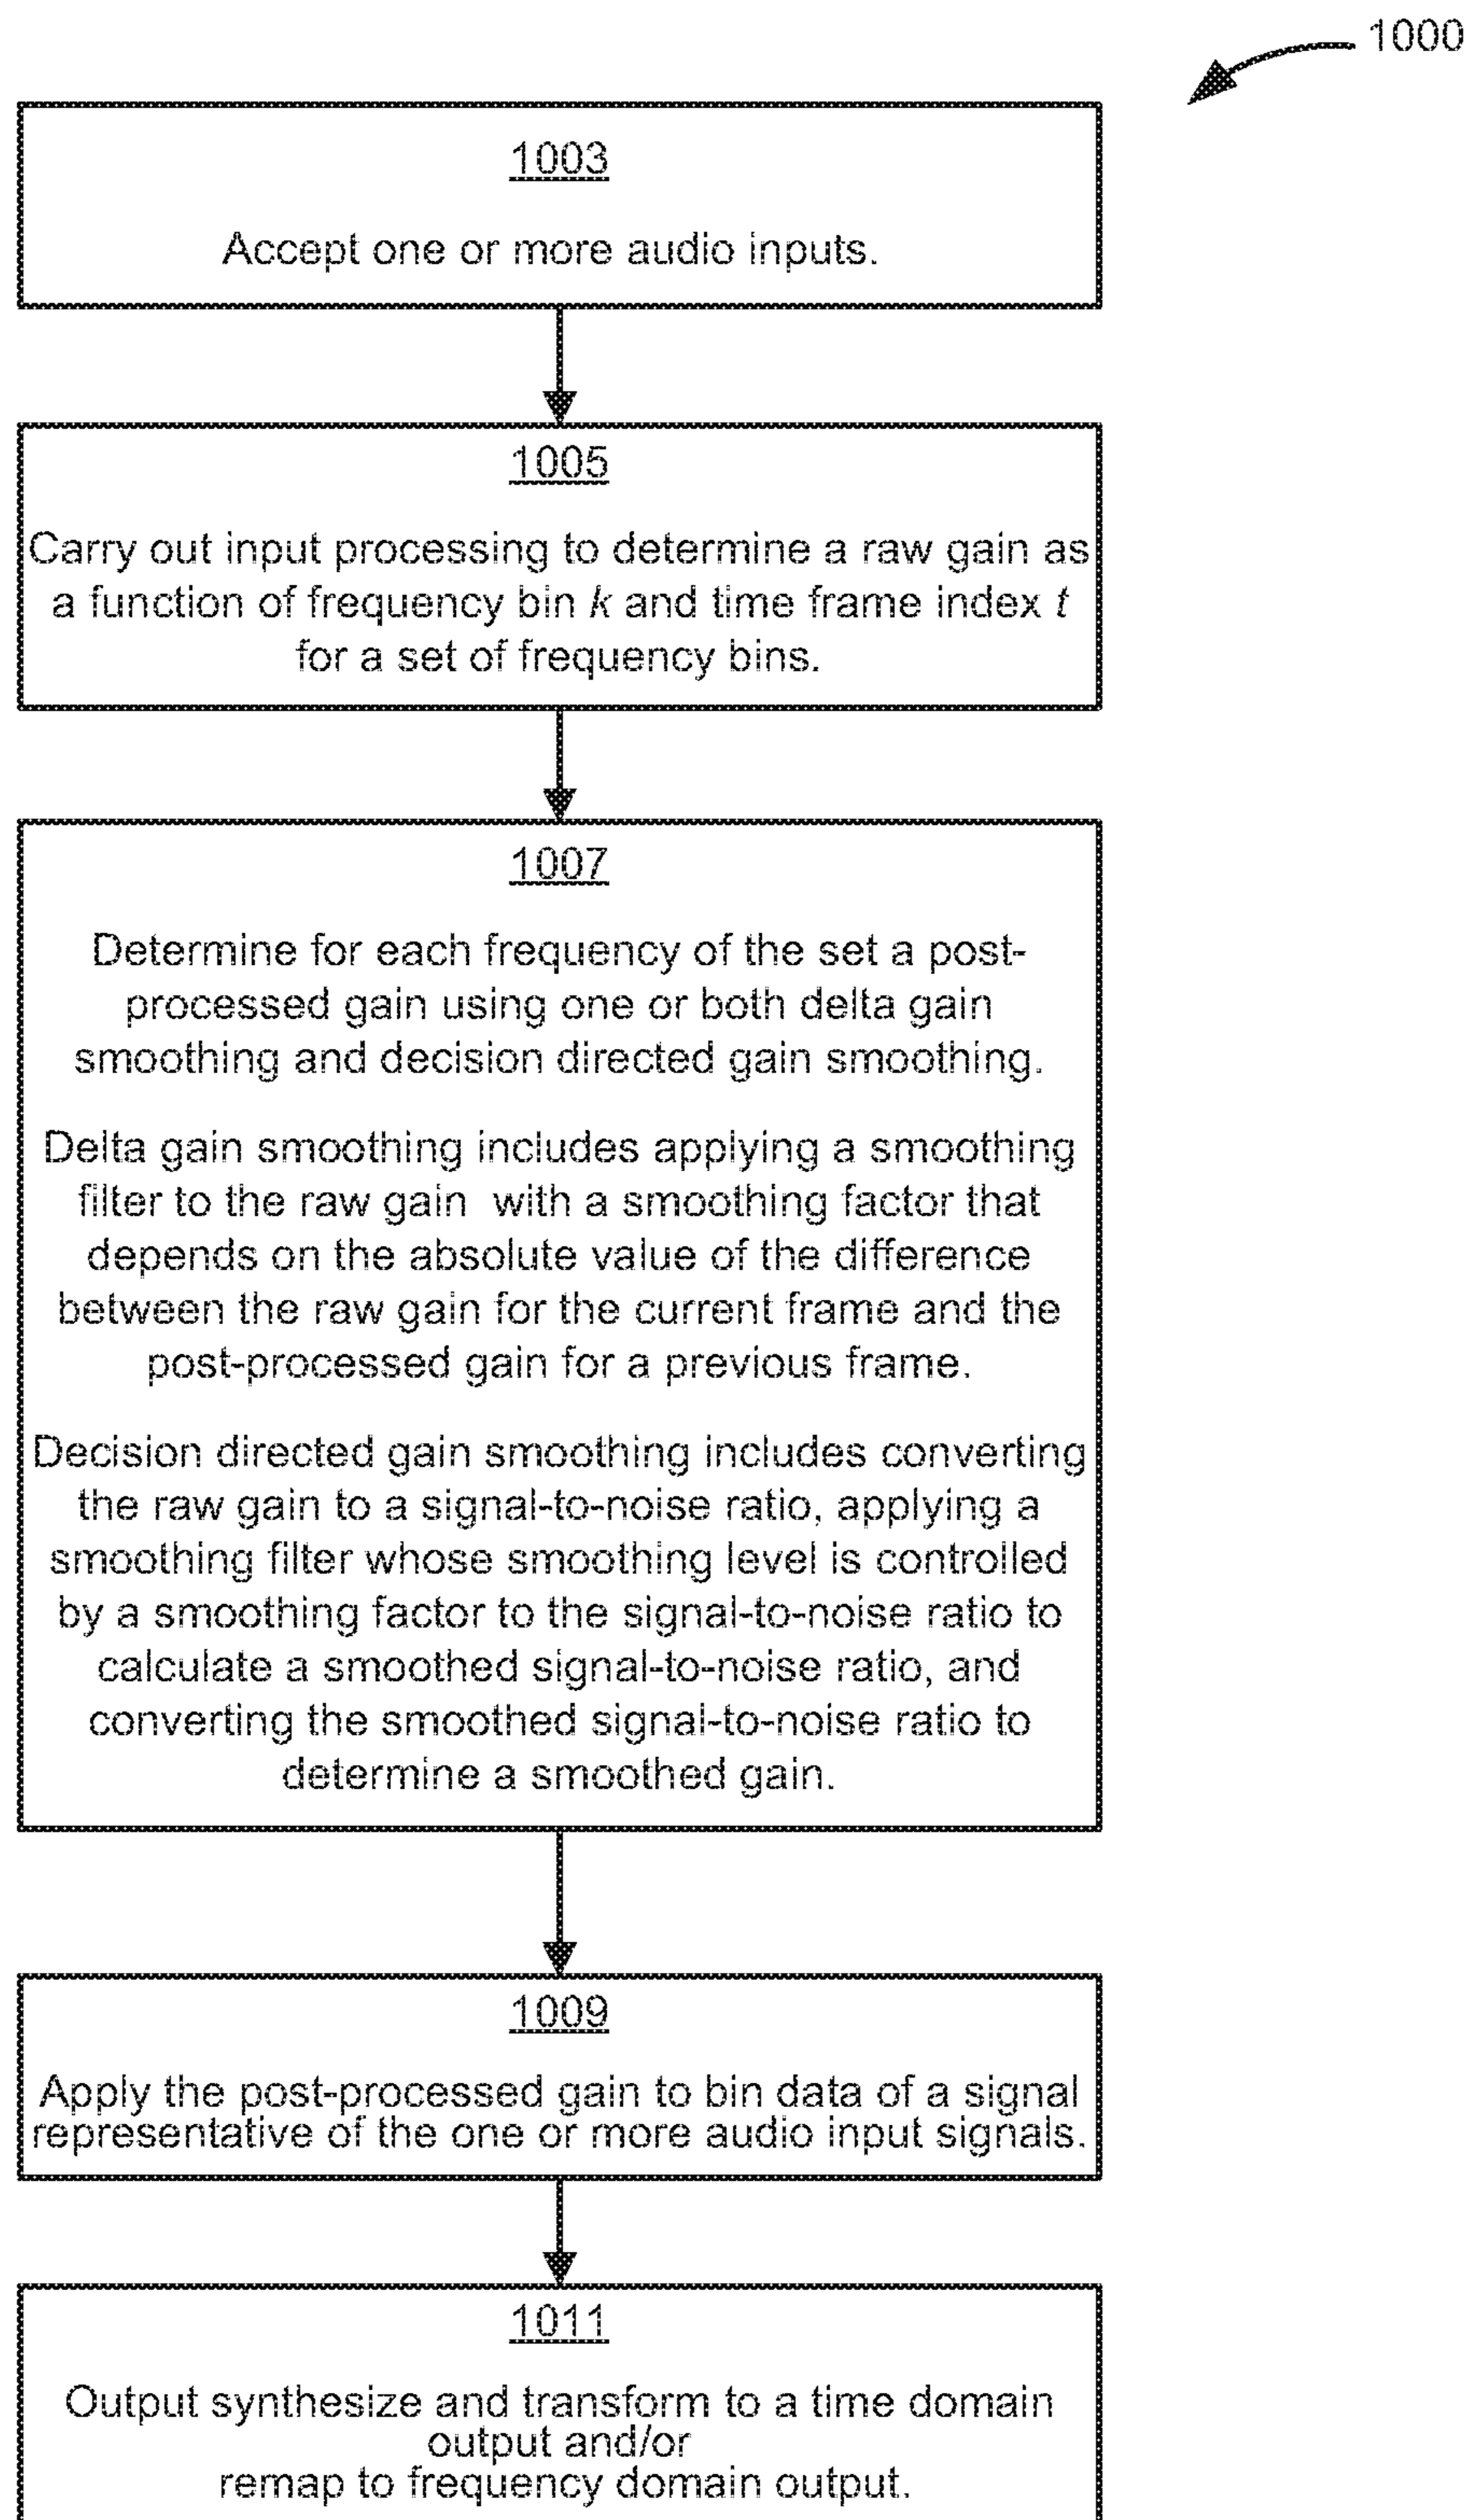 1000
1003
Accept one or more audio inputs.
1005
Carry out input processing to determine a raw gain as
a function of frequency bin k and time frame index t
for a set of frequency bins.
1007
Determine for each frequency of the set a post-
processed gain using one or both delta gain
smoothing and decision directed gain smoothing.
Delta gain smoothing includes applying a smoothing
filter to the raw gain with a smoothing factor that
depends on the absolute value of the difference
between the raw gain for the current frame and the
post-processed gain for a previous frame.
Decision directed gain smoothing includes converting
the raw gain to a signal-to-noise ratio, applying a
smoothing filter whose smoothing level is controlled
by a smoothing factor to the signal-to-noise ratio to
calculate a smoothed signal-to-noise ratio, and
converting the smoothed signal-to-noise ratio to
determine a smoothed gain.
1009
Apply the post-processed gain to bin data of a signal
representative of the one or more audio input signals.
1011
Output synthesize and transform to a time domain
output and/or
remap to frequency domain output.